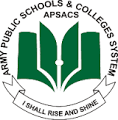 ARMY PUBLIC SCHOOLS & COLLEGES SYSTEM
APSACS
I SHALL RISE AND SHINE